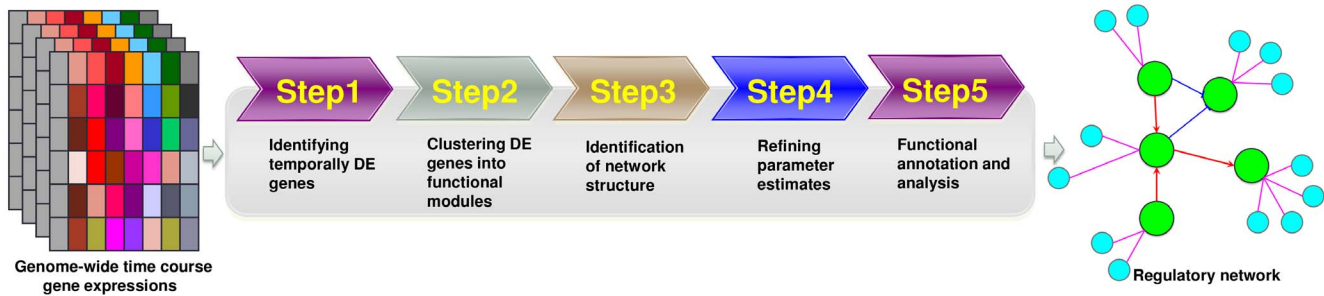 Step1
Step2
Step3
Step4
Step5
Identifying
temporally DE
genes
Clustering DE
genes into
functional
modules
Identification
of network
structure
Refining
parameter
estimates
Functional
annotation and
analysis
Genome-wide time course
gene expressions
Regulatory network